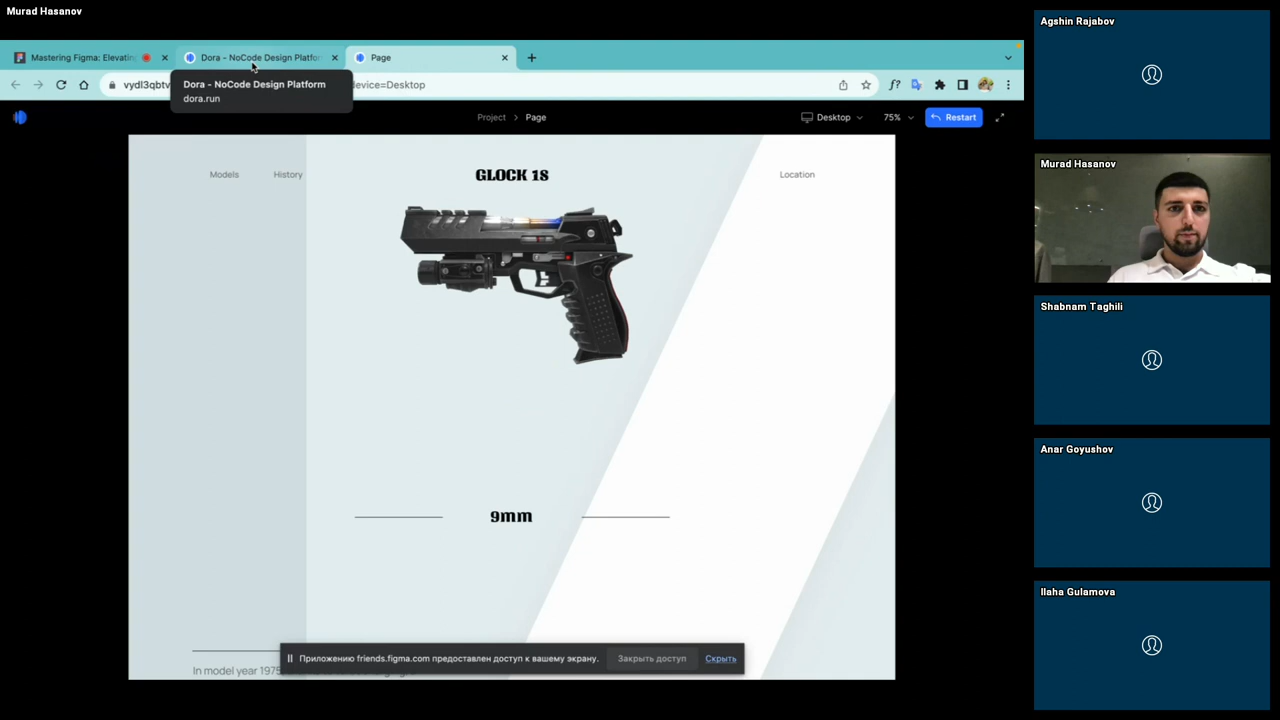 Murad Hasanov
Mastering Figma: Elevatin
Dora - NoCode Design Platfor
Page
vydl3qbtv
device=Desktop
f?
Dora - NoCode Design Platform
dora.run
Project > Page
Desktop
75%
Restart
Models
History
GLOCK 18
Location
9mm
In model year 1975
Приложению friends.figma.com предоставлен доступ к вашему экрану.
Закрыть доступ
Скрыть
Agshin Rajabov
Murad Hasanov
Shabnam Taghili
Anar Goyushov
Ilaha Gulamova